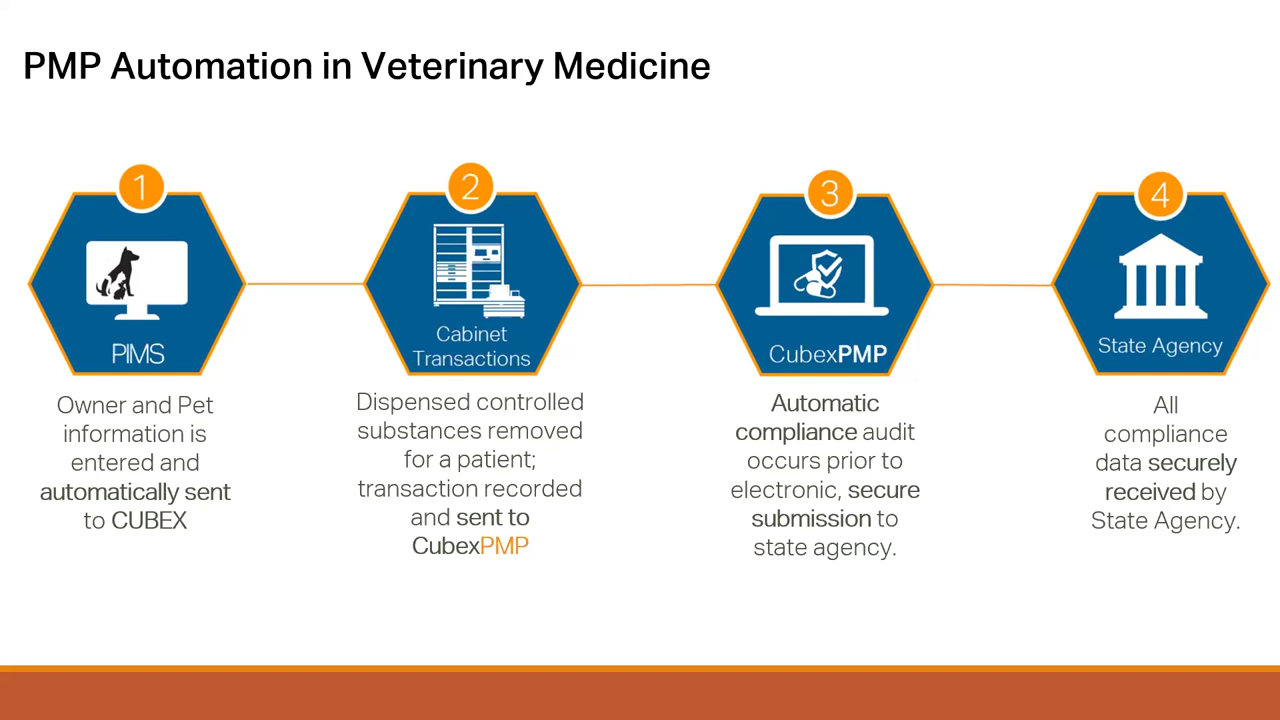 PMP Automation in Veterinary Medicine
1
PIMS
Owner and Pet
information is
entered and
automatically sent
to CUBEX
2
Cabinet
Transactions
Dispensed controlled
substances removed
for a patient;
transaction recorded
and sent to
CubexPMP
3
CubexPMP
Automatic
compliance audit
occurs prior to
electronic, secure
submission to
state agency.
4
State Agency
All
compliance
data securely
received by
State Agency.